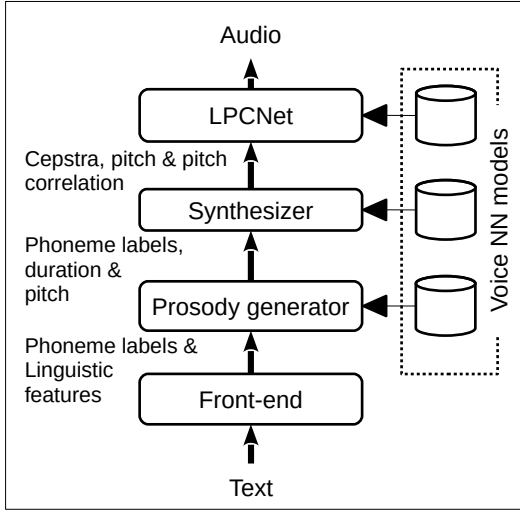 Audio
LPCNet
Cepstra, pitch & pitch
correlation
Synthesizer
Phoneme labels,
duration &
pitch
Prosody generator
Phoneme labels &
Linguistic
features
Front-end
Text
Voice NN models